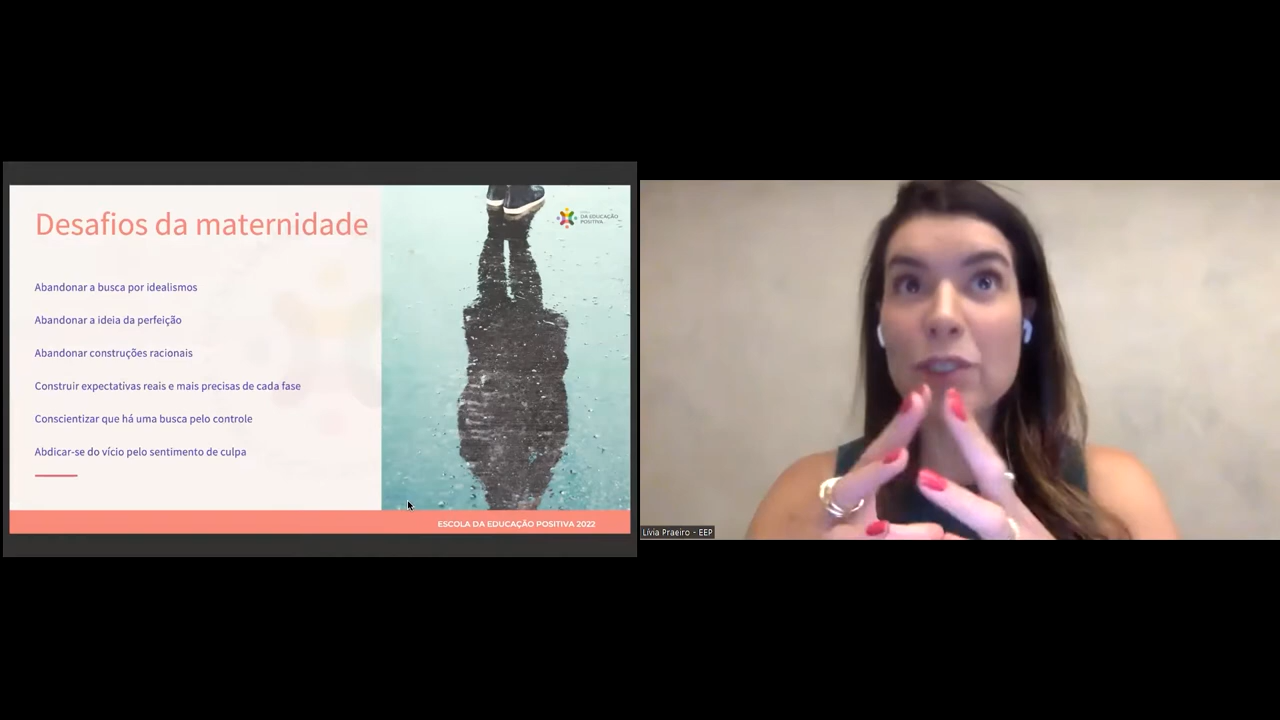 Desafios da maternidade
Abandonar a busca por idealismos
Abandonar a ideia da perfeição
Abandonar construções racionais
Construir expectativas reais e mais precisas de cada fase
Conscientizar que há uma busca pelo controle
Abdicar-se do vício pelo sentimento de culpa
DA EDUCAÇÃO
POSITIVA
ESCOLA DA EDUCAÇÃO POSITIVA 2022
Lívia Praeiro - EEP